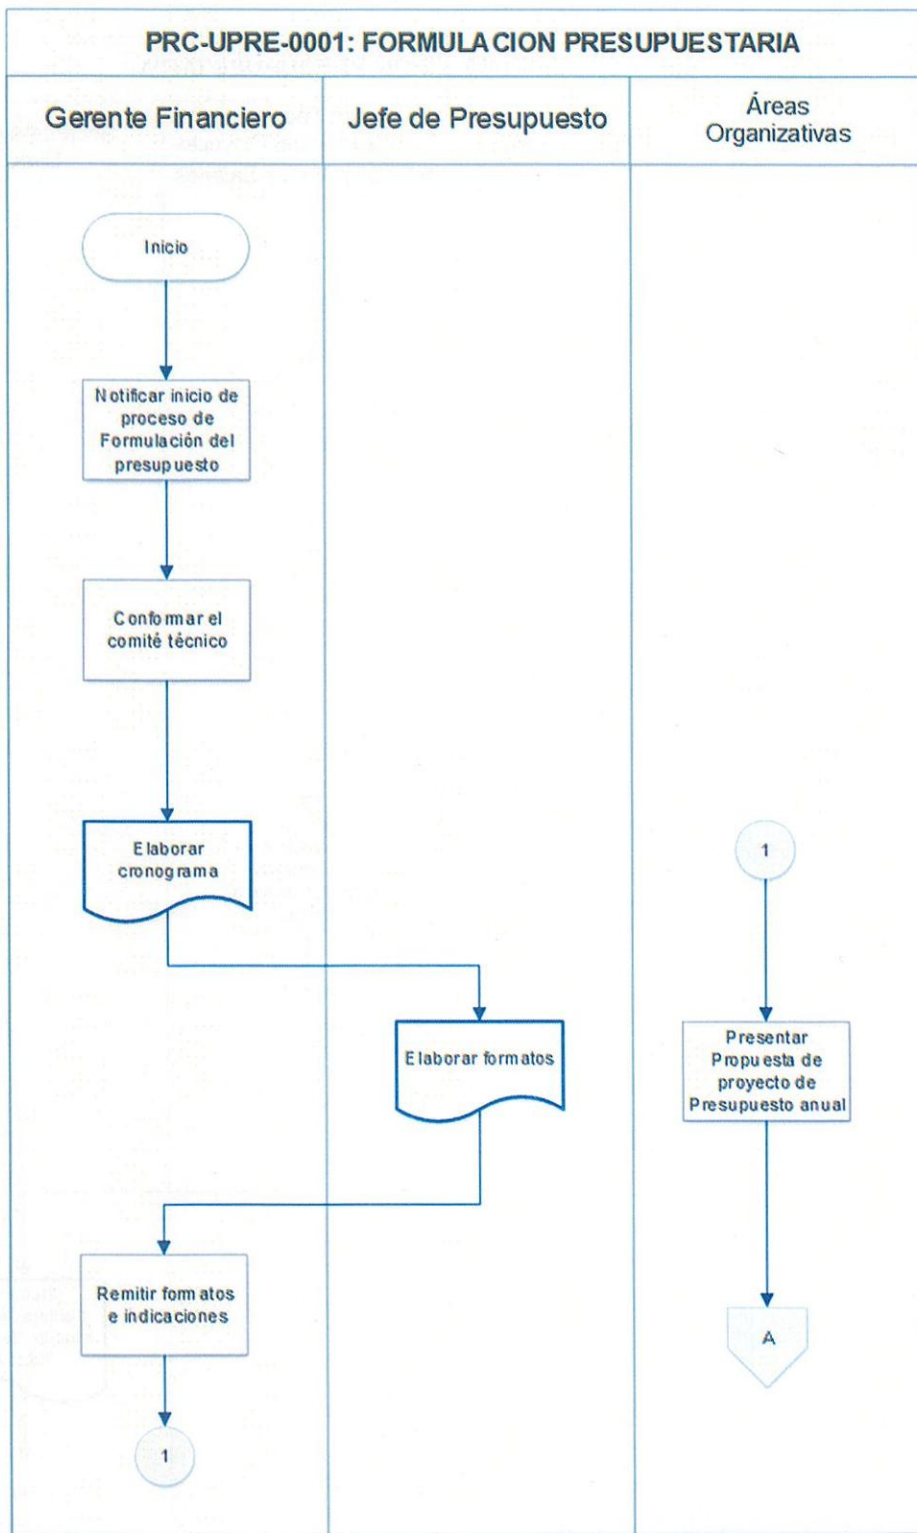 PRC-UPRE-0001: FORMULACION PRESUPUESTARIA
Gerente Financiero
Jefe de Presupuesto
Áreas
Organizativas
Inicio
Notificar inicio de
proceso de
Formulación del
presupuesto
Conformar el
comité técnico
Elaborar
cronograma
1
Elaborar formatos
Presentar
Propuesta de
proyecto de
Presupuesto anual
Remitir formatos
e indicaciones
A
1